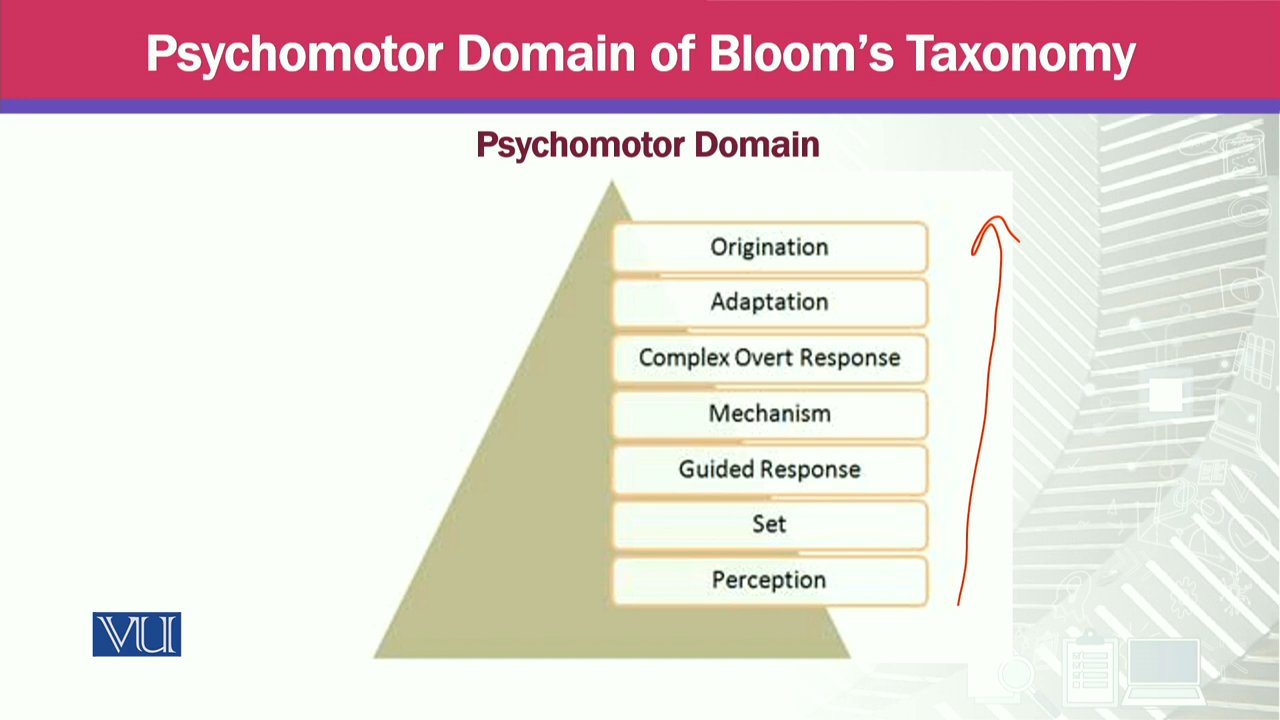 Psychomotor Domain of Bloom's Taxonomy
Psychomotor Domain
Origination
Adaptation
Complex Overt Response
Mechanism
Guided Response
Set
Perception
VU